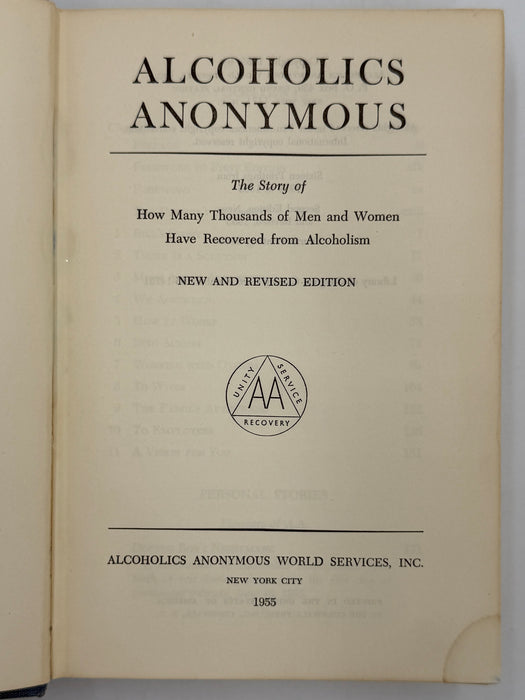 ALCOHOLICS
ANONYMOUS
The Story of
How Many Thousands of Men and Women
Have Recovered from Alcoholism
NEW AND REVISED EDITION
UNITY SERVICE
AA
RECOVERY
ALCOHOLICS ANONYMOUS WORLD SERVICES, INC.
NEW YORK CITY
1955